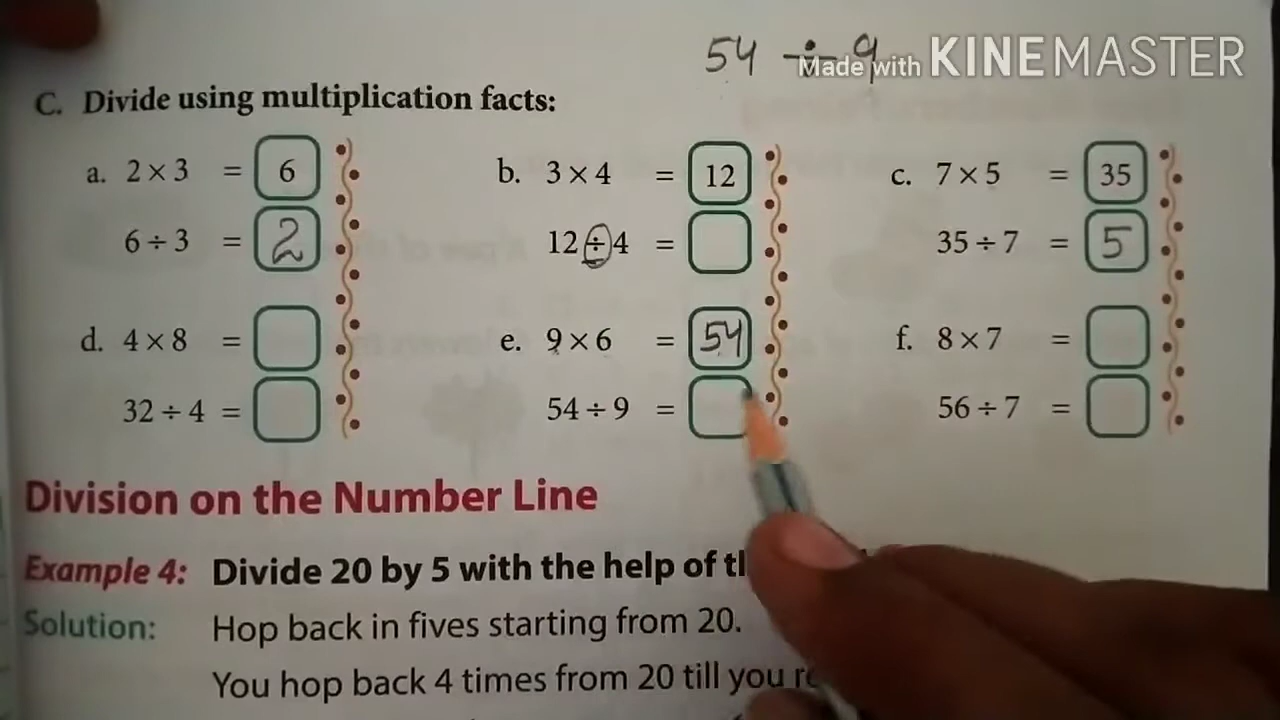 54 ÷ 9
Made with KINEMASTER
C. Divide using multiplication facts:
a. 2 × 3 = 6 b. 3 × 4 = 12 c. 7 × 5 = 35
6 ÷ 3 = 2 12 ÷ 4 = 35 ÷ 7 = 5
d. 4 × 8 = e. 9 × 6 = 54 f. 8 × 7 =
32 ÷ 4 = 54 ÷ 9 = 56 ÷ 7 =
Division on the Number Line
Example 4: Divide 20 by 5 with the help of
Solution: Hop back in fives starting from 20.
You hop back 4 times from 20 till you